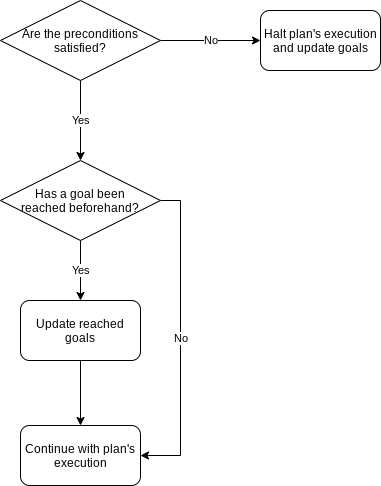 Are the preconditions
satisfied?
No
Halt plan's execution
and update goals
Yes
Has a goal been
reached beforehand?
Yes
Update reached
goals
No
Continue with plan's
execution